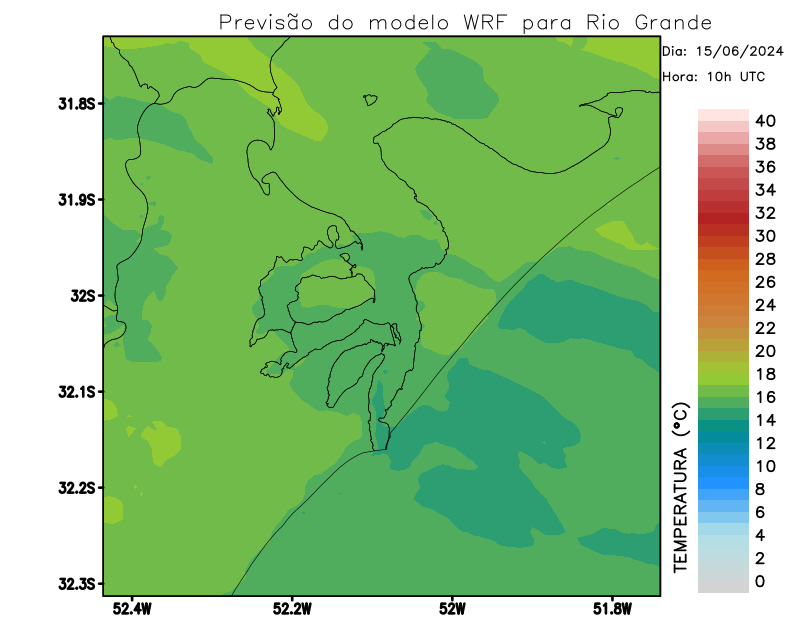 Previsão do modelo WRF para Rio Grande
Dia: 15/06/2024
Hora: 10h UTC
31.8S
31.9S
32S
32.1S
32.2S
32.3S
52.4W
52.2W
52W
51.8W
TEMPERATURA (°C)
40
38
36
34
32
30
28
26
24
22
20
18
16
14
12
10
8
6
4
2
0